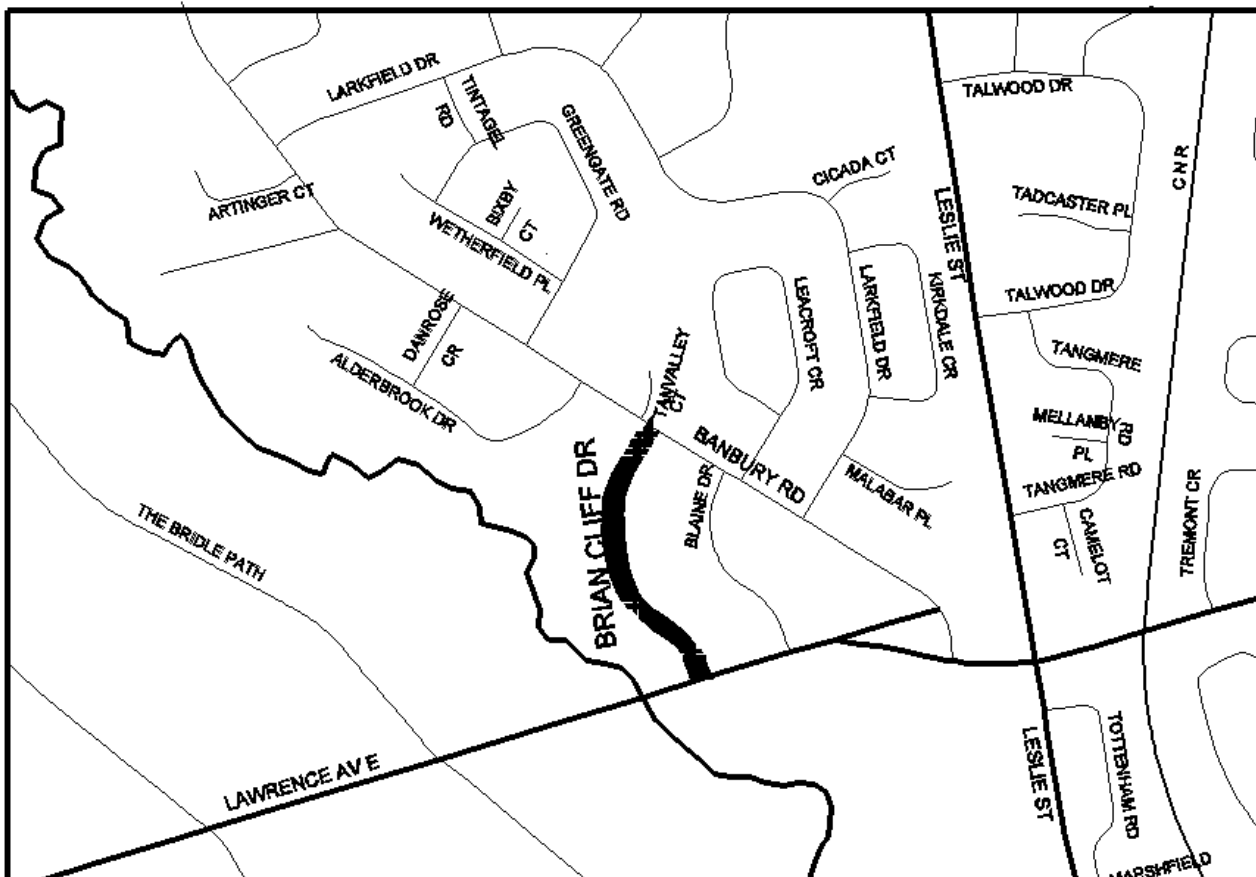 LARKFIELD DR
TINTAGEL
RD
GREENGATE RD
TALWOOD DR
C N R
CICADA CT
ARTINGER CT
BIXBY
CT
WETHERFIELD PL
LESLIE ST
TADCASTER PL
TALWOOD DR
DANROSE
CR
LEACROFT CR
LARKFIELD DR
KIRKDALE CR
ALDERBROOK DR
TANVALLEY
CT
TANGMERE
RD
MELLANBY
PL
BANBURY RD
BRIAN CLIFF DR
BLAINE DR
MALABAR PL
TANGMERE RD
CAMELOT
CT
TREMONT CR
THE BRIDLE PATH
LAWRENCE AV E
LESLIE ST
TOTTENHAM RD
MARSHFIELD